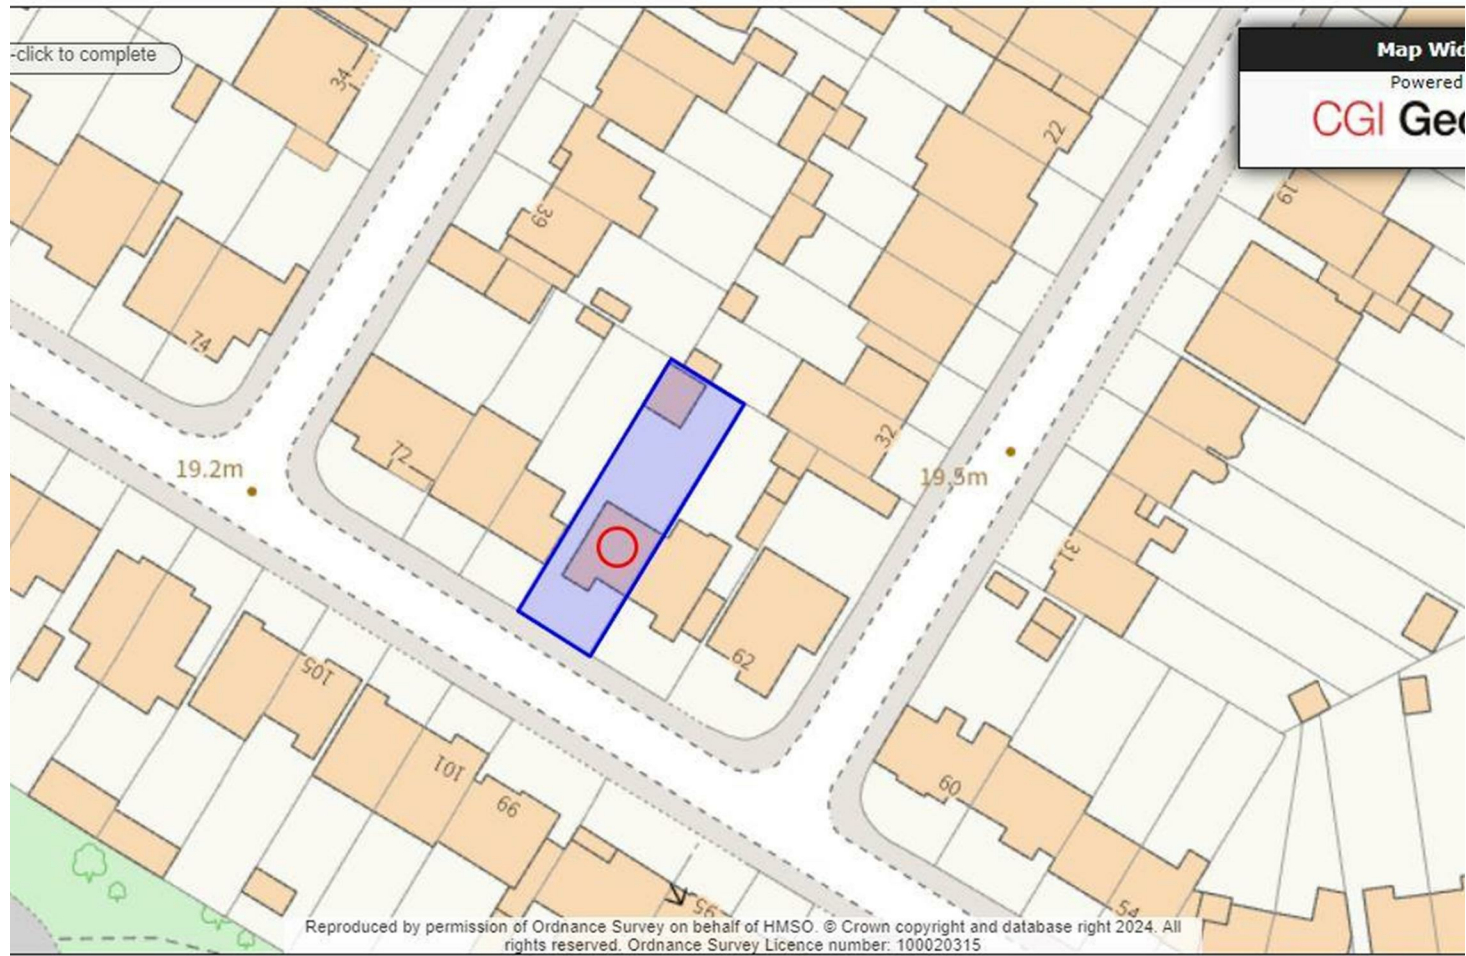 -click to complete
Map Wid
Powered
CGI Geo
34
22
19
39
74
72
32
19.2m
19.5m
31
62
105
101
99
60
95
54
Reproduced by permission of Ordnance Survey on behalf of HMSO. © Crown copyright and database right 2024. All
rights reserved. Ordnance Survey Licence number: 100020315